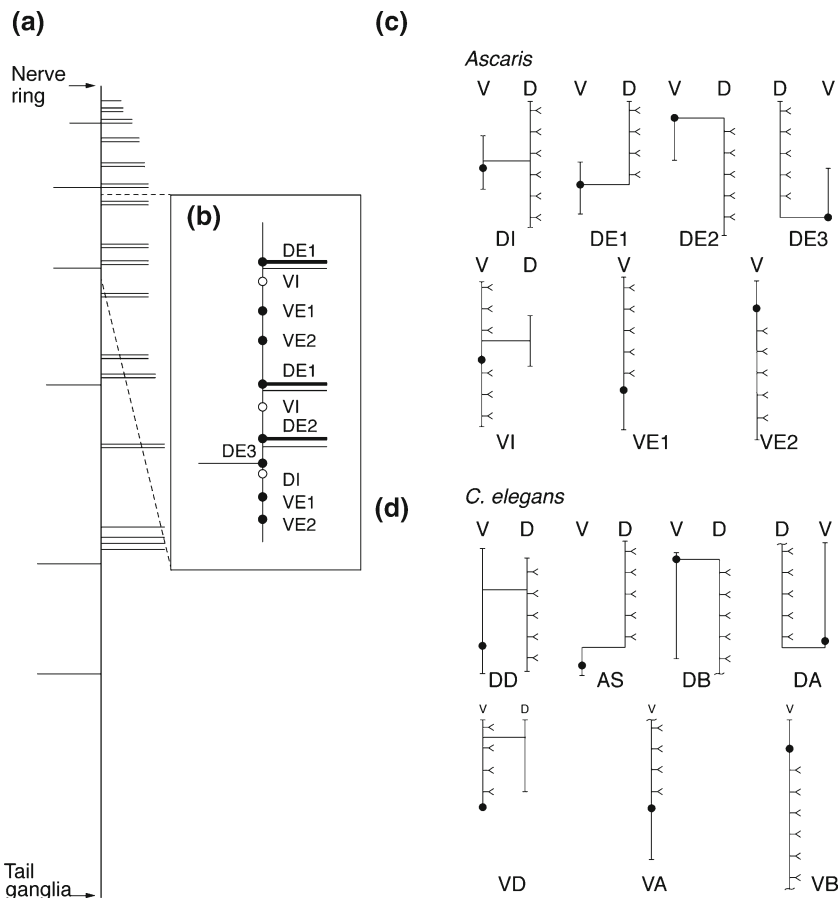 (a)
Nerve
ring
Tail
ganglia
(b)
DE1
VI
VE1
VE2
DE1
VI
DE2
DE3
DI
VE1
VE2
(c)
Ascaris
V D V D V D D V
DI DE1 DE2 DE3
V D V V
VI VE1 VE2
(d)
C. elegans
V D V D V D D V
DD AS DB DA
V D V V
VD VA VB